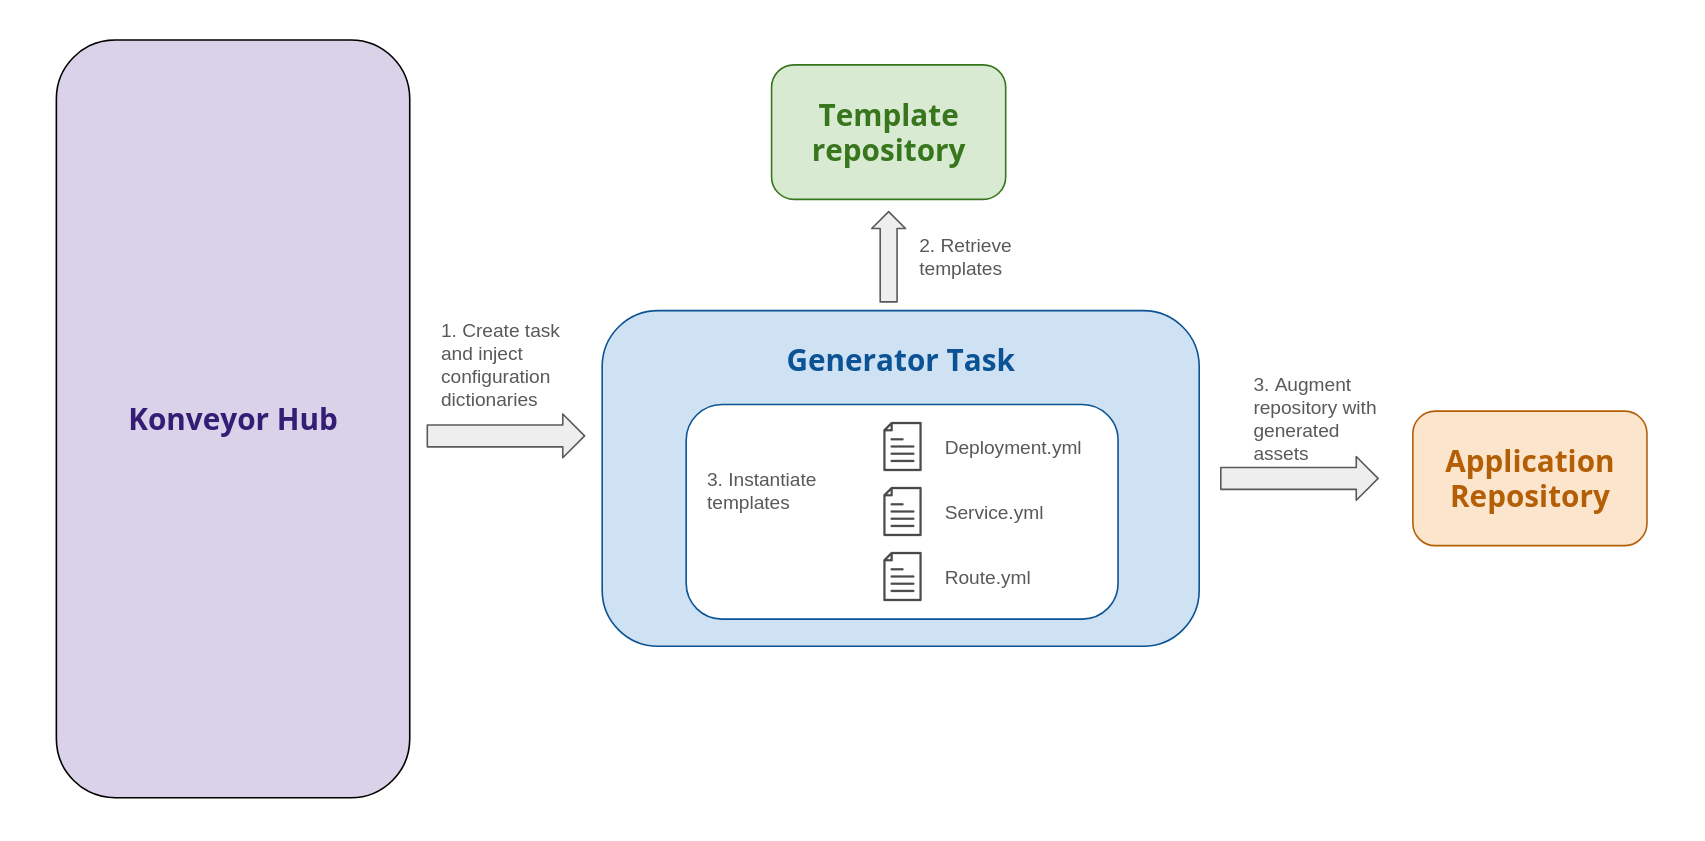 Konveyor Hub
1. Create task
and inject
configuration
dictionaries
Template
repository
2. Retrieve
templates
Generator Task
3. Instantiate
templates
Deployment.yml
Service.yml
Route.yml
3. Augment
repository with
generated
assets
Application
Repository